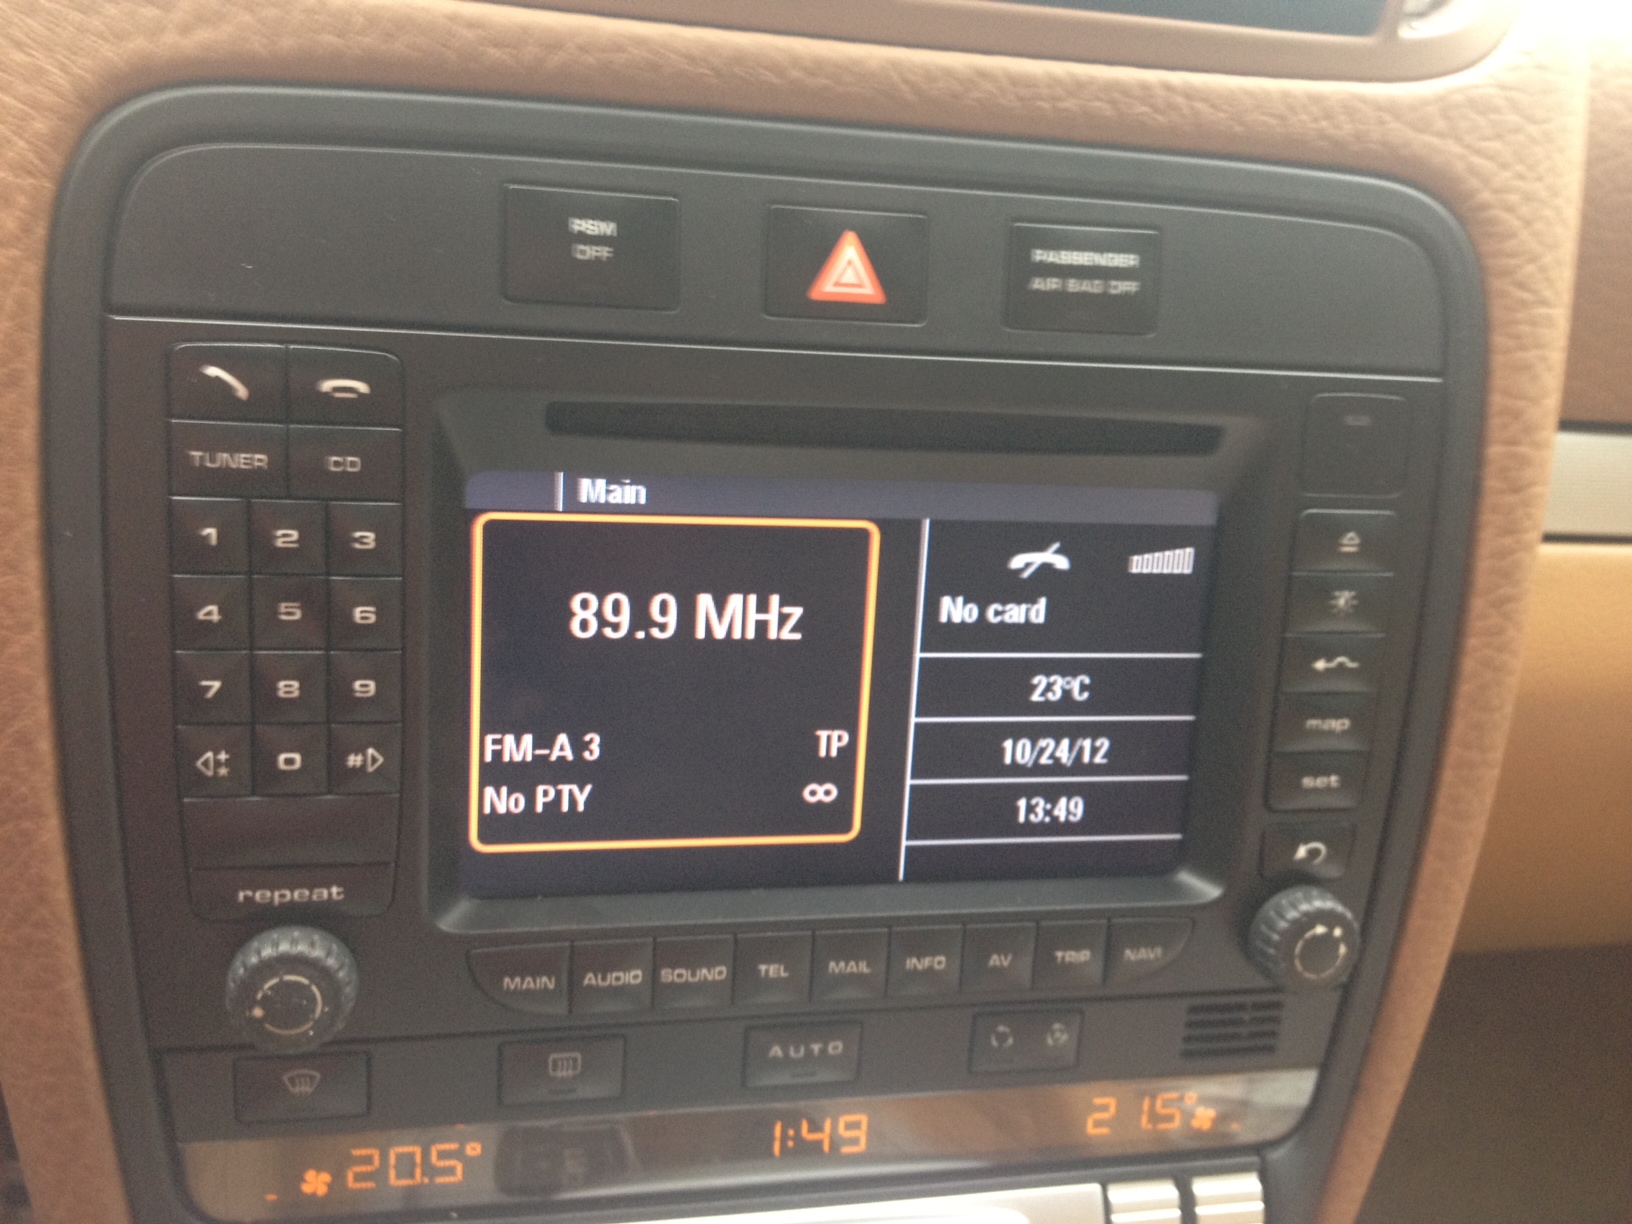 PSM
OFF
PASSENGER
AIR BAG OFF
TUNER CD
1 2 3
4 5 6
7 8 9
0 #
repeat
Main
89.9 MHz
FM-A 3 TP
No PTY ∞
No card
23°C
10/24/12
13:49
map
set
MAIN AUDIO SOUND TEL MAIL INFO AV TRIP NAVI
AUTO
20.5° 1:49 21.5°